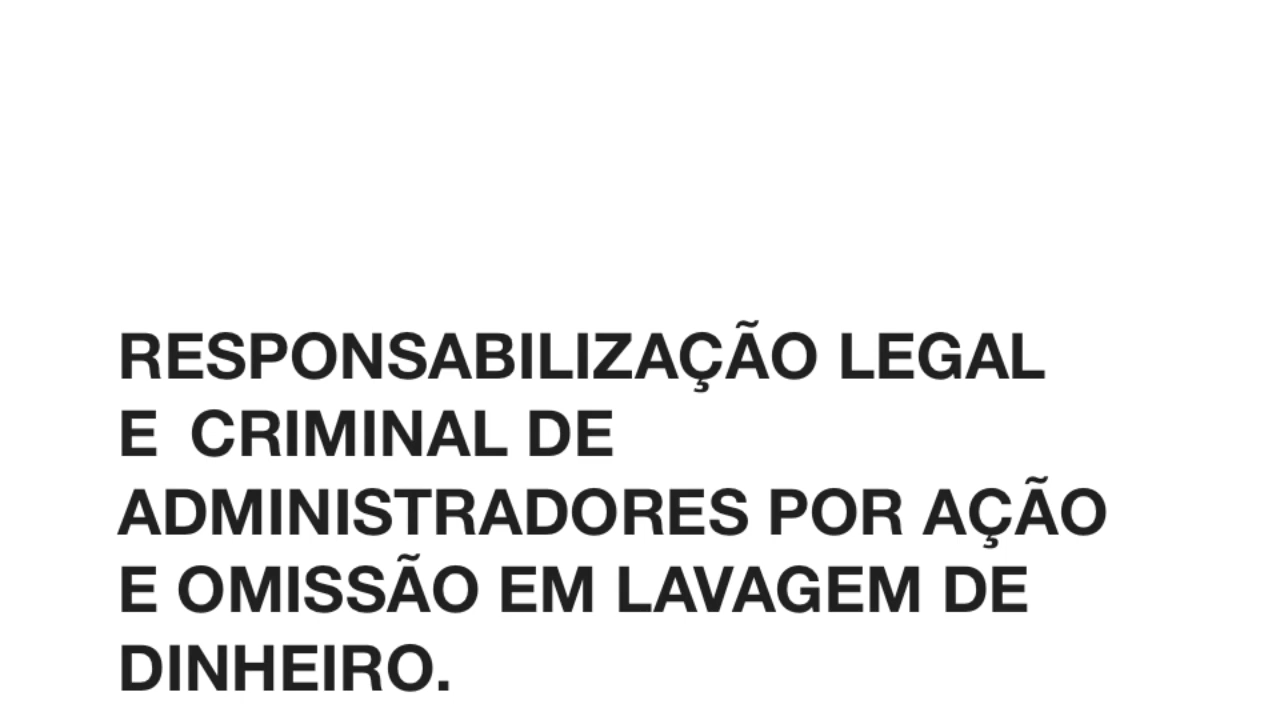 RESPONSABILIZAÇÃO LEGAL
E  CRIMINAL DE
ADMINISTRADORES POR AÇÃO
E OMISSÃO EM LAVAGEM DE
DINHEIRO.